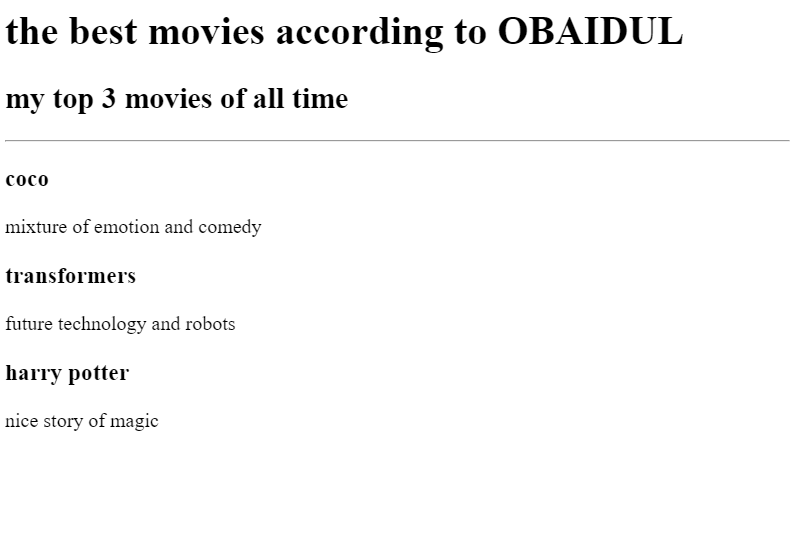 the best movies according to OBAIDUL
my top 3 movies of all time
coco
mixture of emotion and comedy
transformers
future technology and robots
harry potter
nice story of magic